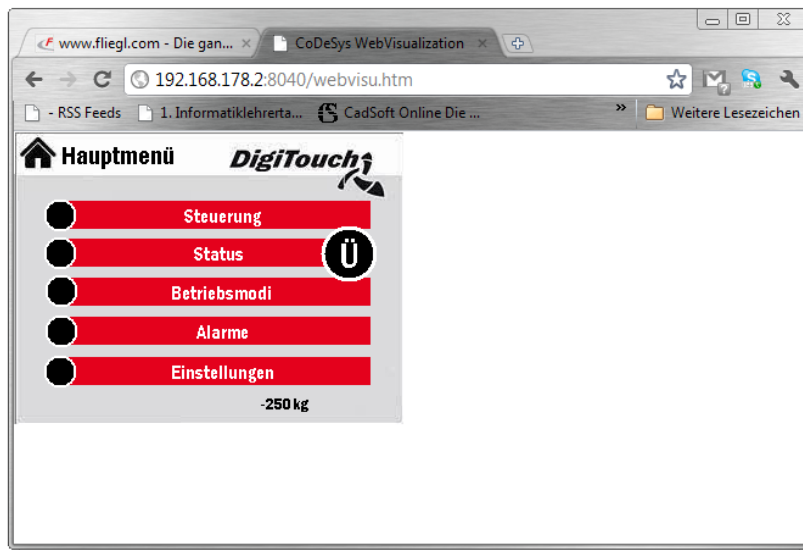 www.fliegl.com - Die gan...
CoDeSys WebVisualization
192.168.178.2:8040/webvisu.htm
- RSS Feeds
1. Informatiklehrerta...
CadSoft Online Die ...
»
Weitere Lesezeichen
Hauptmenü
DigiTouch
Steuerung
Status
Ü
Betriebsmodi
Alarme
Einstellungen
-250 kg